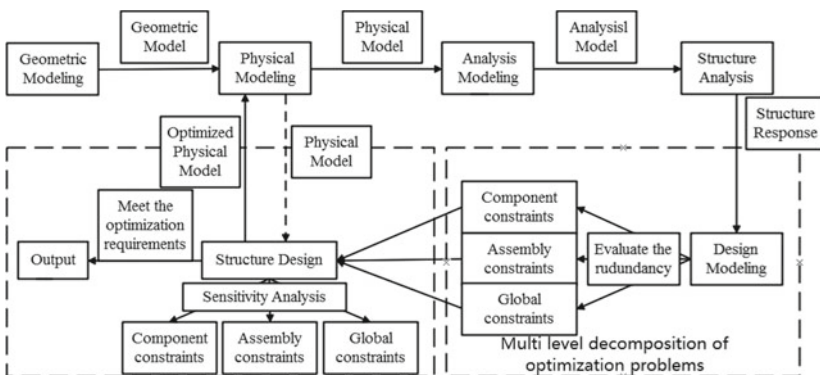 Geometric
Modeling
Geometric
Model
Physical
Modeling
Physical
Model
Analysis
Modeling
Analysisl
Model
Structure
Analysis
Structure
Response
Optimized
Physical
Model
Physical
Model
Meet the
optimization
requirements
Output
Structure Design
Sensitivity Analysis
Component
constraints
Assembly
constraints
Global
constraints
Component
constraints
Assembly
constraints
Global
constraints
Evaluate the
rudundancy
Design
Modeling
Multi level decomposition of
optimization problems